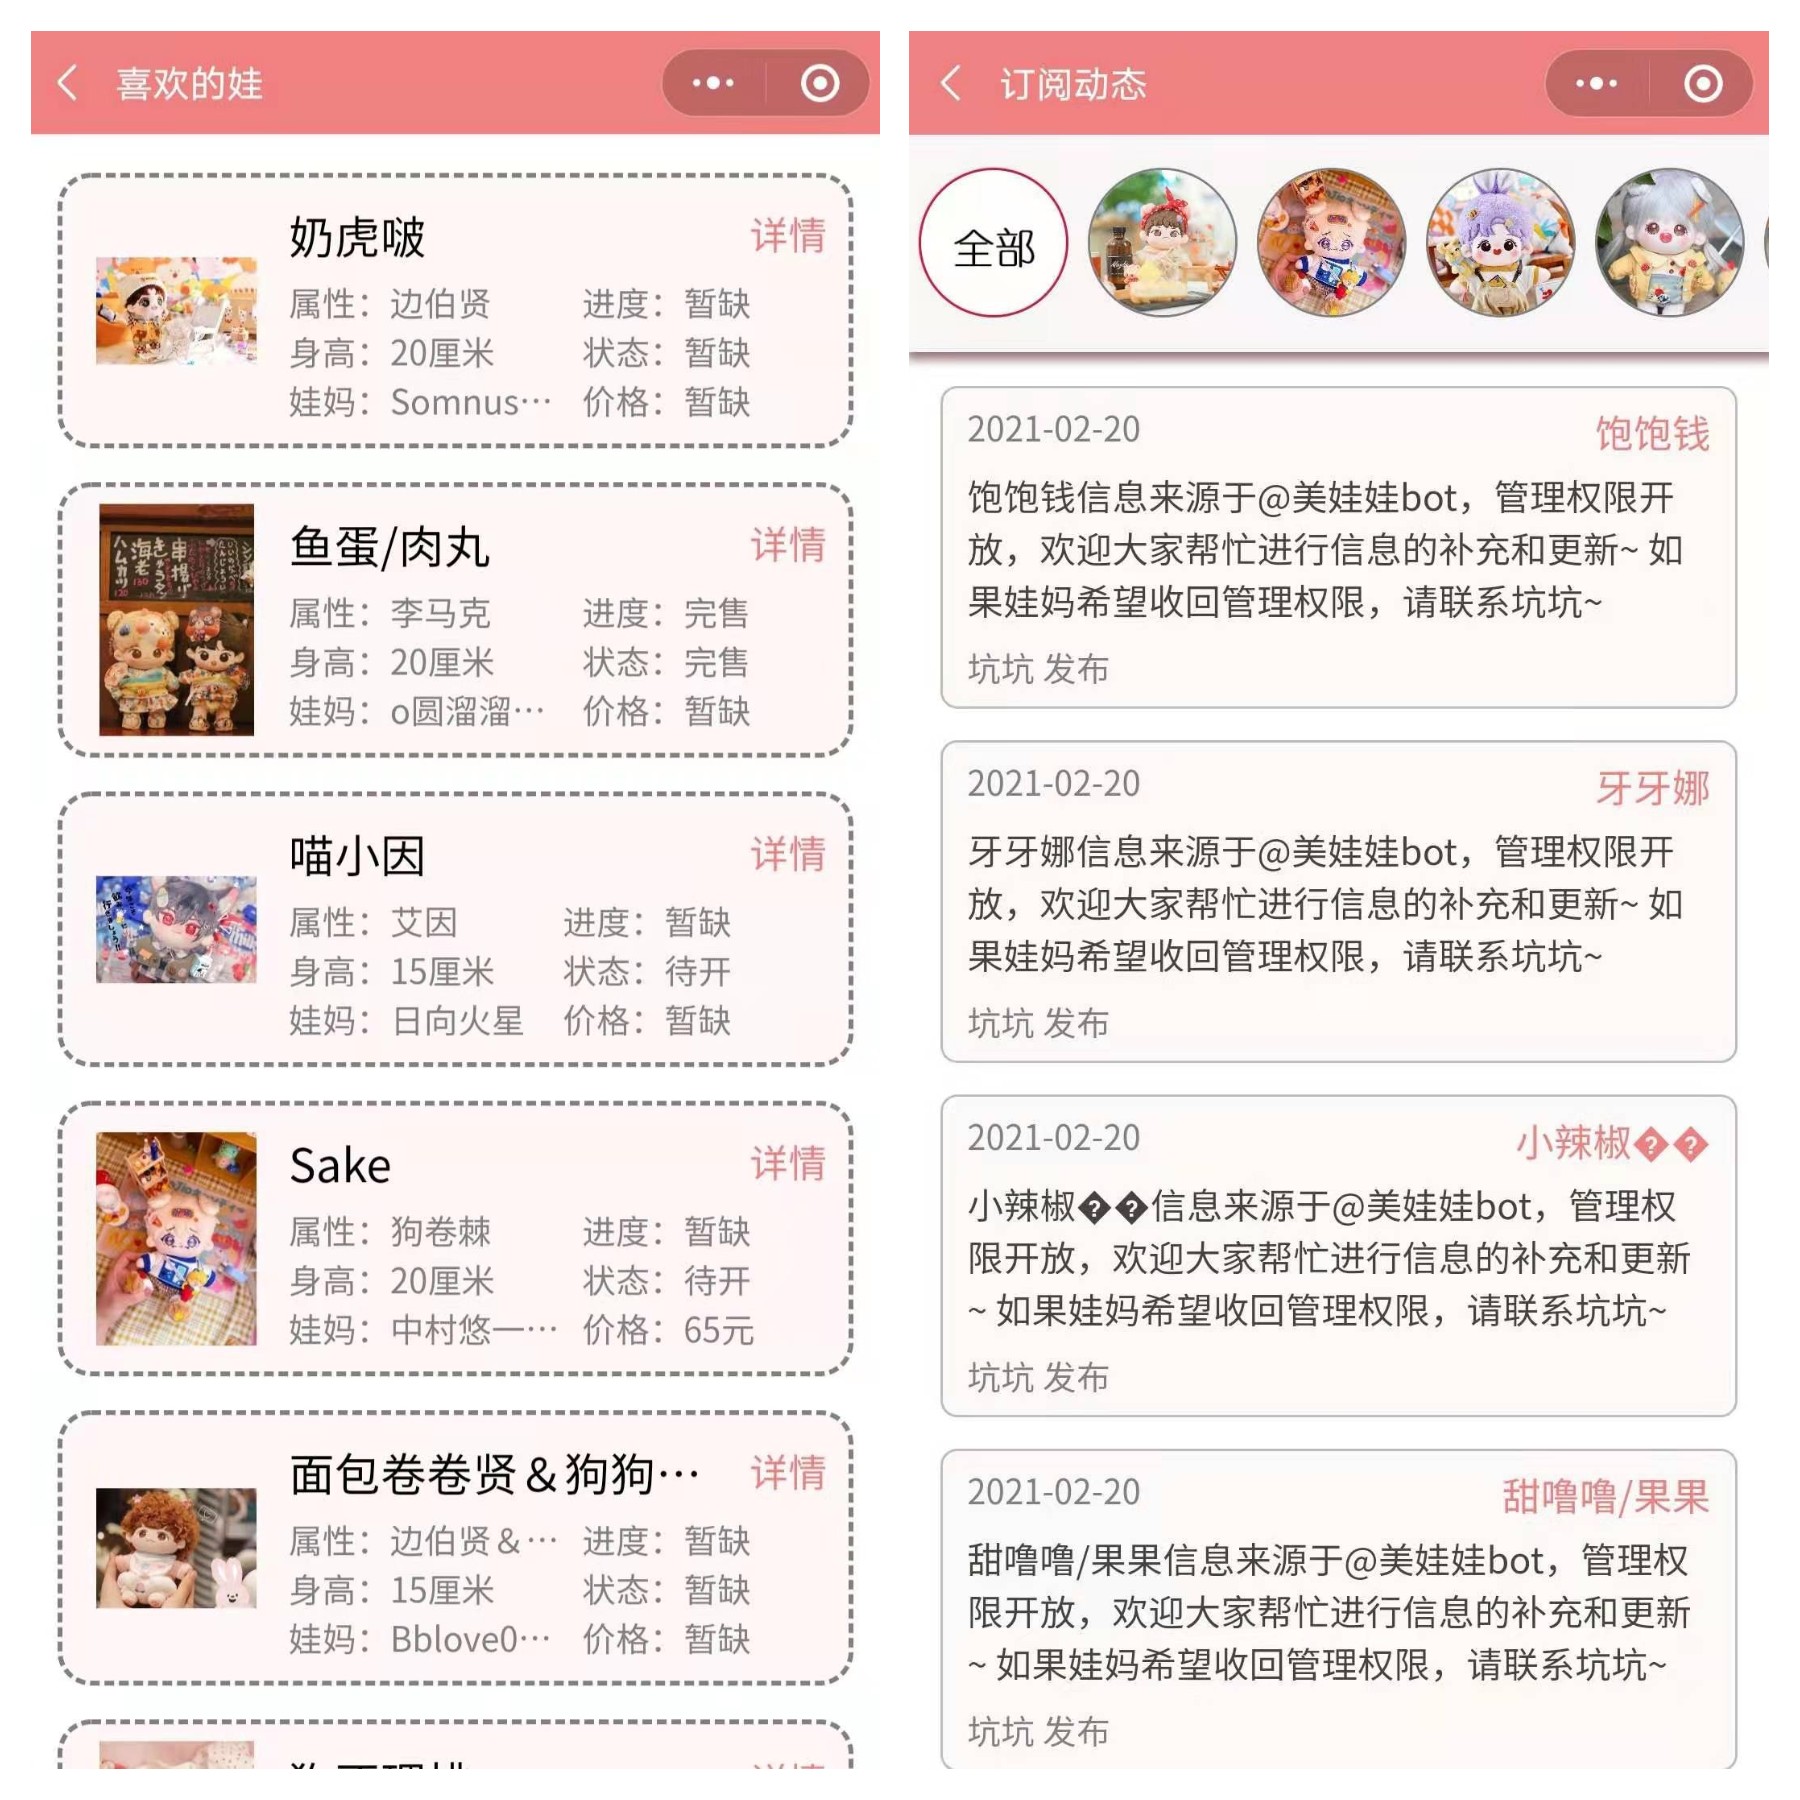 喜欢的娃
奶虎啵
详情
属性：边伯贤
进度：暂缺
身高：20厘米
状态：暂缺
娃妈：Somnus…
价格：暂缺
鱼蛋/肉丸
详情
属性：李马克
进度：完售
身高：20厘米
状态：完售
娃妈：o圆溜溜…
价格：暂缺
喵小因
详情
属性：艾因
进度：暂缺
身高：15厘米
状态：待开
娃妈：日向火星
价格：暂缺
Sake
详情
属性：狗卷棘
进度：暂缺
身高：20厘米
状态：待开
娃妈：中村悠一…
价格：65元
面包卷卷贤＆狗狗…
详情
属性：边伯贤＆…
进度：暂缺
身高：15厘米
状态：暂缺
娃妈：Bblove0…
价格：暂缺
订阅动态
全部
2021-02-20
饱饱钱
饱饱钱信息来源于@美娃娃bot，管理权限开
放，欢迎大家帮忙进行信息的补充和更新~ 如
果娃妈希望收回管理权限，请联系坑坑~
坑坑 发布
2021-02-20
牙牙娜
牙牙娜信息来源于@美娃娃bot，管理权限开
放，欢迎大家帮忙进行信息的补充和更新~ 如
果娃妈希望收回管理权限，请联系坑坑~
坑坑 发布
2021-02-20
小辣椒��
小辣椒��信息来源于@美娃娃bot，管理权
限开放，欢迎大家帮忙进行信息的补充和更新
~ 如果娃妈希望收回管理权限，请联系坑坑~
坑坑 发布
2021-02-20
甜噜噜/果果
甜噜噜/果果信息来源于@美娃娃bot，管理权
限开放，欢迎大家帮忙进行信息的补充和更新
~ 如果娃妈希望收回管理权限，请联系坑坑~
坑坑 发布